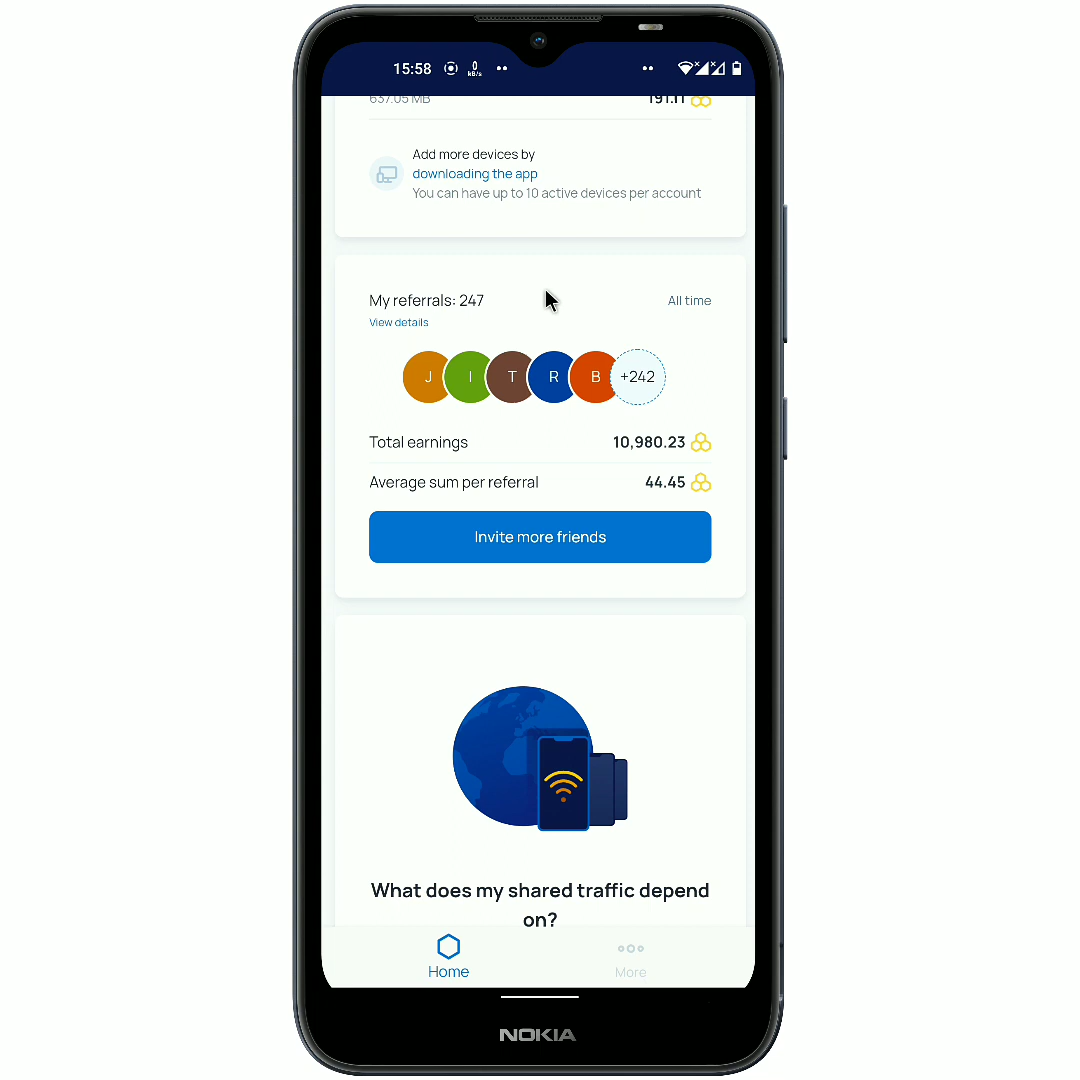 15:58
0
kB/s
637.05 MB 191.11
Add more devices by
downloading the app
You can have up to 10 active devices per account
My referrals: 247 All time
View details
J I T R B +242
Total earnings 10,980.23
Average sum per referral 44.45
Invite more friends
What does my shared traffic depend
on?
Home More
NOKIA